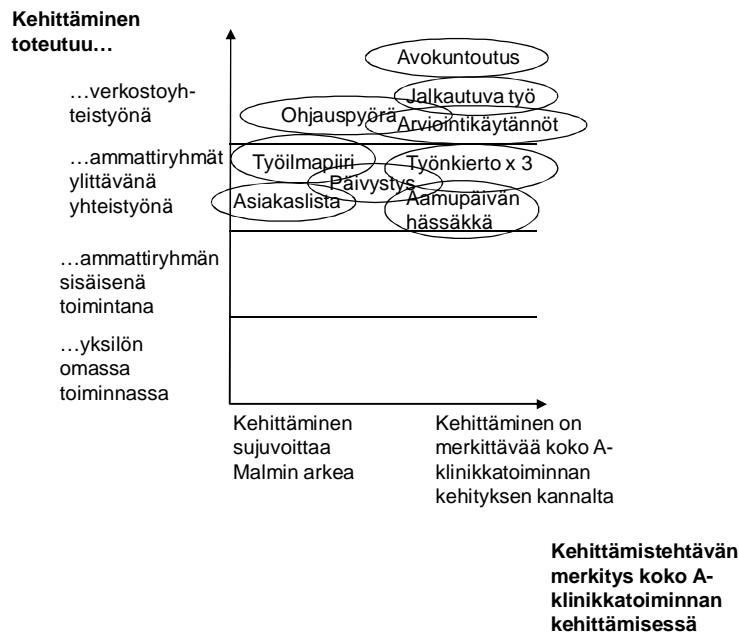 Kehittäminen
toteutuu…
Avokuntoutus
…verkostoyh-
teistyönä
Jalkautuva työ
Ohjauspyörä
Arviointikäytännöt
…ammattiryhmät
ylittävänä
yhteistyönä
Työilmapiiri
Työnkierto x 3
Päivystys
Asiakaslista
Aamupäivän
hässäkkä
…ammattiryhmän
sisäisenä
toimintana
…yksilön
omassa
toiminnassa
Kehittäminen
sujuvoittaa
Malmin arkea
Kehittäminen on
merkittävää koko A-
klinikkatoiminnan
kehityksen kannalta
Kehittämistehtävän
merkitys koko A-
klinikkatoiminnan
kehittämisessä